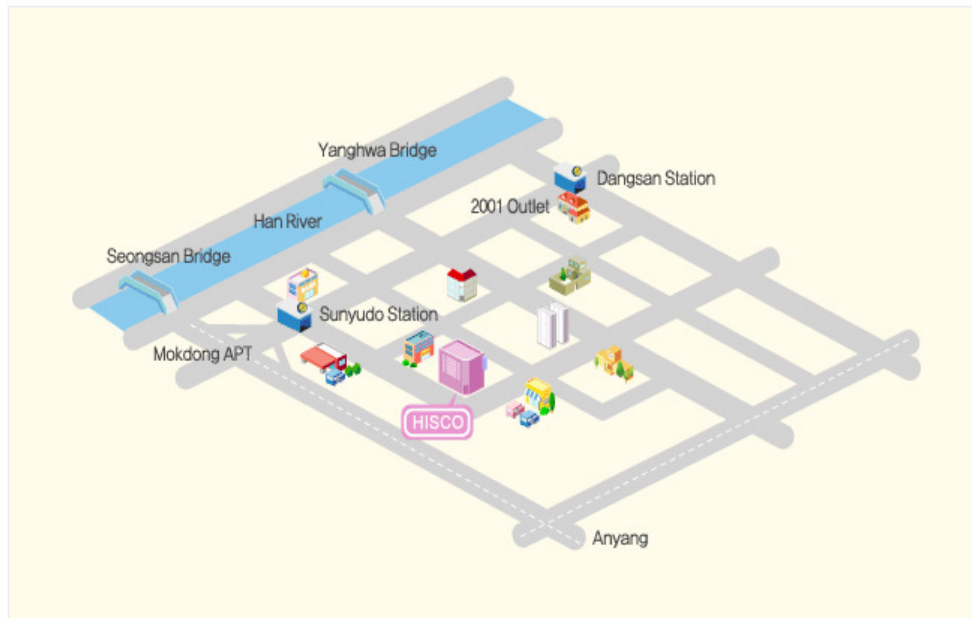 Yanghwa Bridge
Dangsan Station
2001 Outlet
Han River
Seongsan Bridge
Sunyudo Station
Mokdong APT
HISCO
Anyang